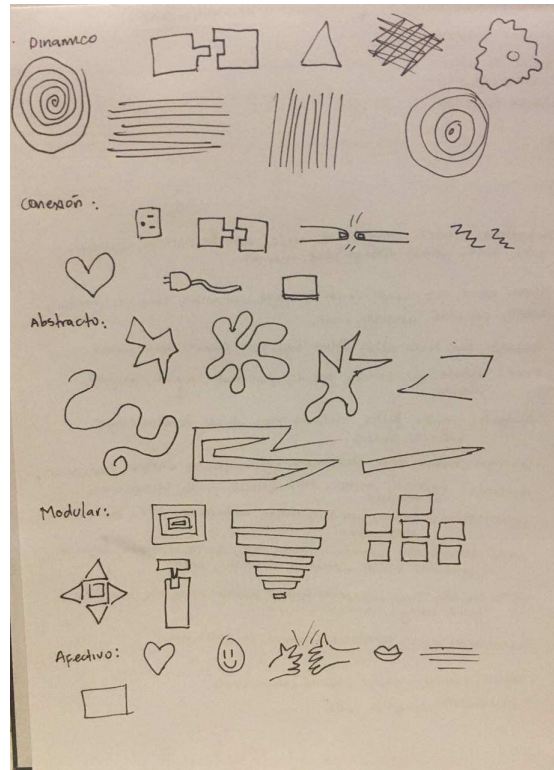 · Dinamico
Conexión :
Abstracto:
Modular:
Afectivo: